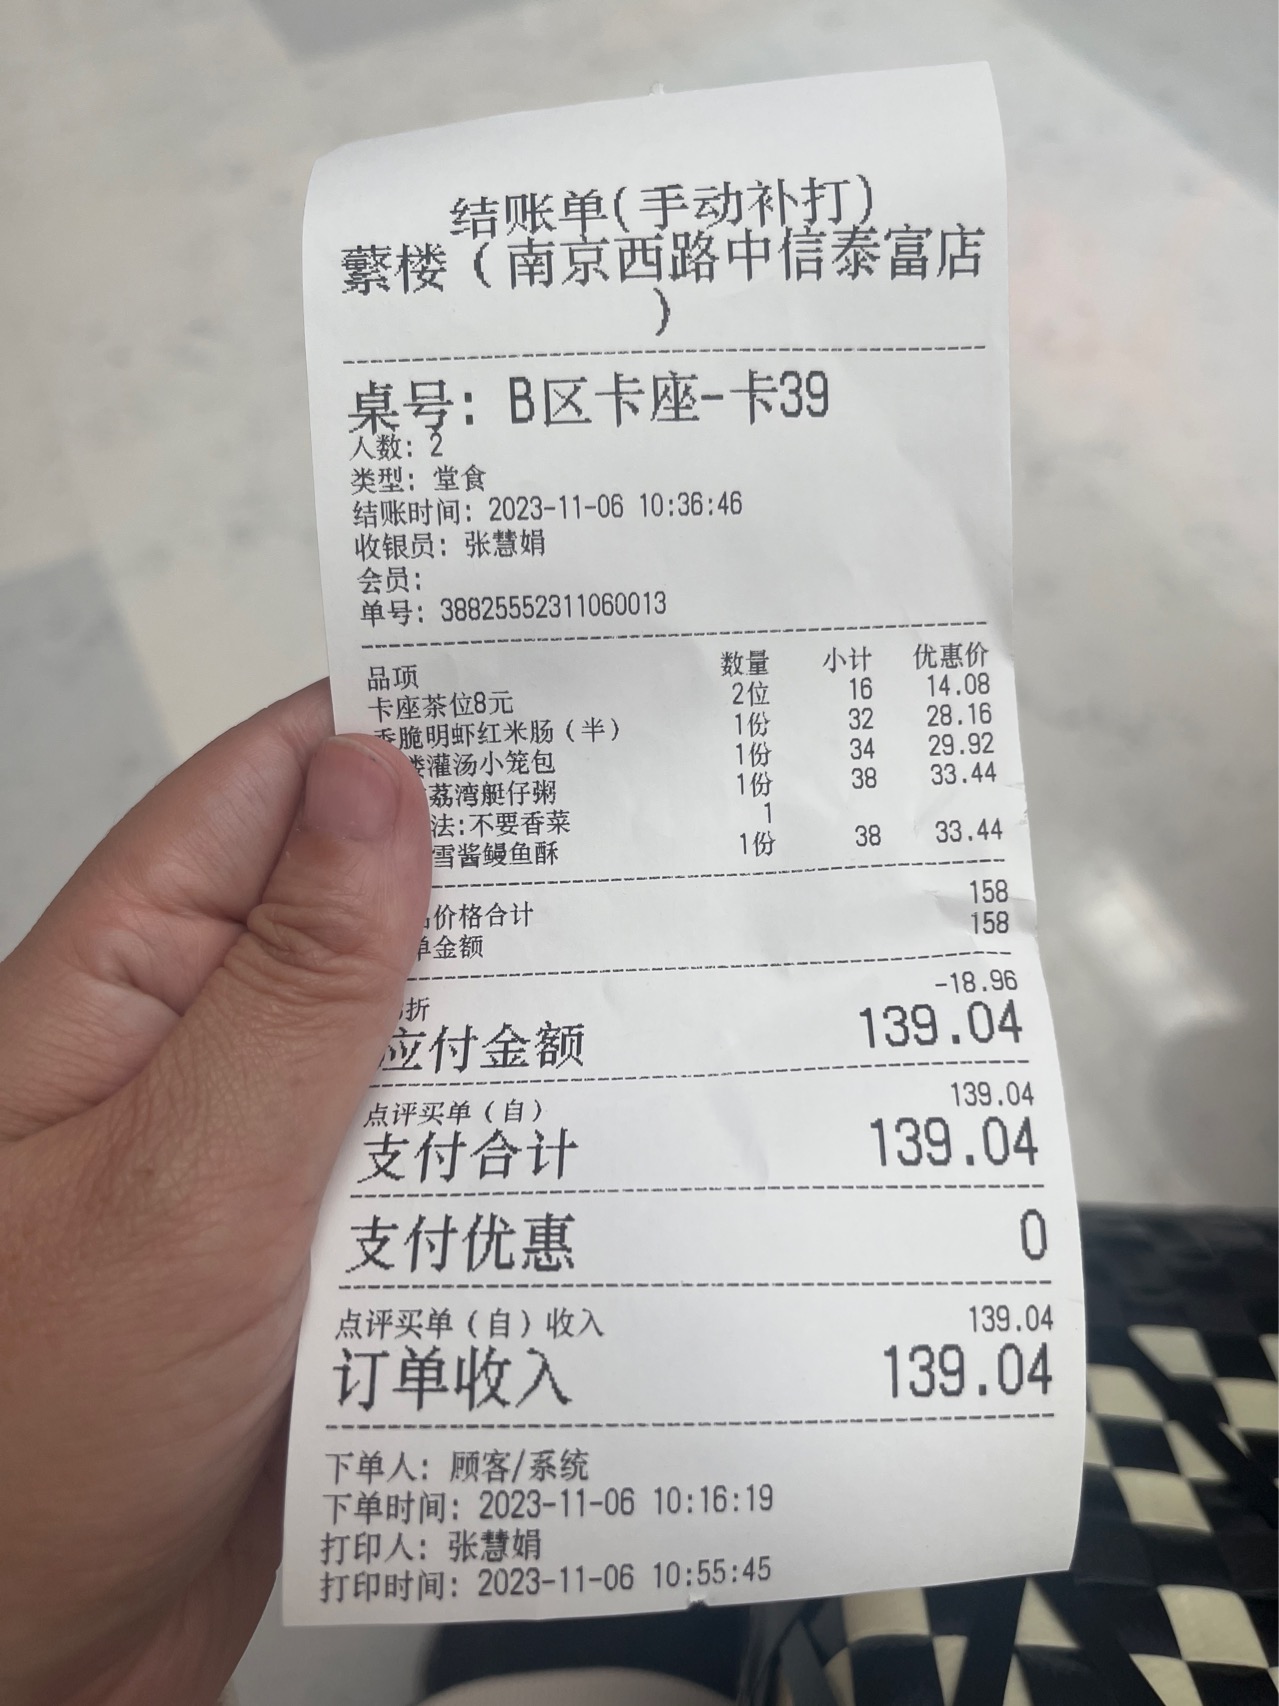 结账单(手动补打)
蘩楼（南京西路中信泰富店
）
桌号: B区卡座-卡39
人数: 2
类型: 堂食
结账时间: 2023-11-06 10:36:46
收银员: 张慧娟
会员:
单号: 38825552311060013
品项 数量 小计 优惠价
卡座茶位8元 2位 16 14.08
香脆明虾红米肠（半） 1份 32 28.16
楼灌汤小笼包 1份 34 29.92
荔湾艇仔粥 1份 38 33.44
法:不要香菜 1
雪酱鳗鱼酥 1份 38 33.44
价格合计 158
单金额 158
折 -18.96
应付金额 139.04
点评买单（自） 139.04
支付合计 139.04
支付优惠 0
点评买单（自）收入 139.04
订单收入 139.04
下单人: 顾客/系统
下单时间: 2023-11-06 10:16:19
打印人: 张慧娟
打印时间: 2023-11-06 10:55:45